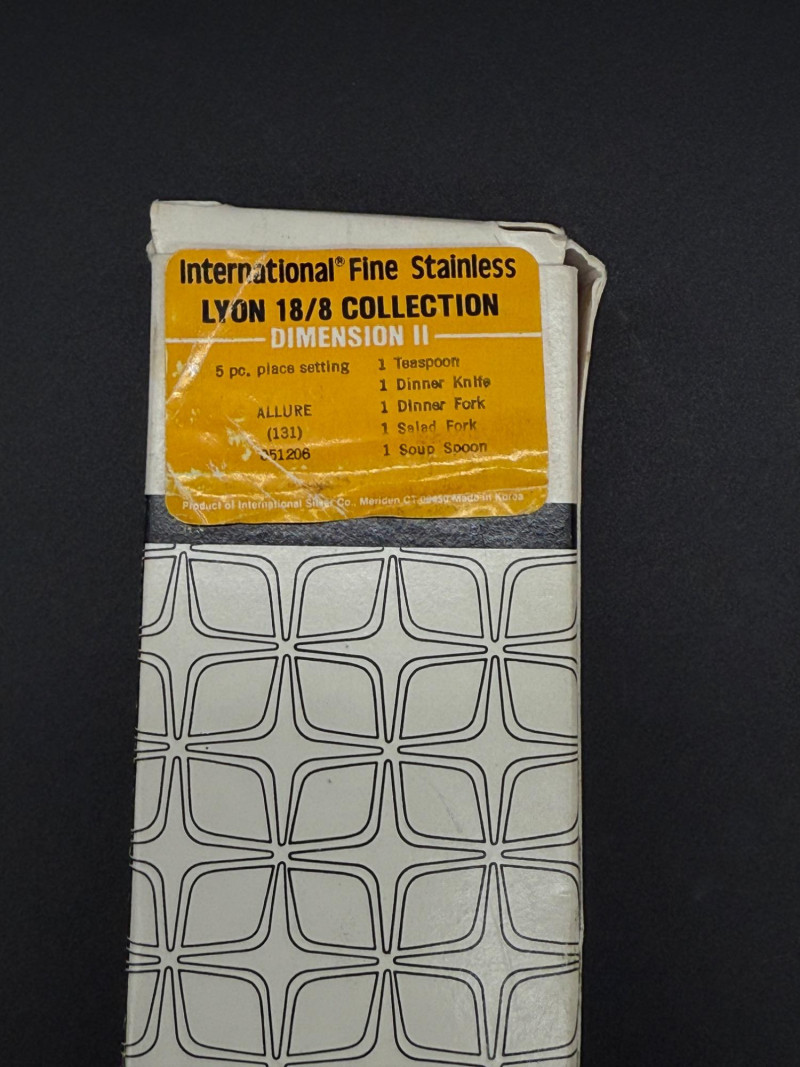 International® Fine Stainless
LYON 18/8 COLLECTION
DIMENSION II
5 pc. place setting
ALLURE
(131)
051206
1 Teaspoon
1 Dinner Knife
1 Dinner Fork
1 Salad Fork
1 Soup Spoon
Product of International Silver Co., Meriden CT Made in Korea